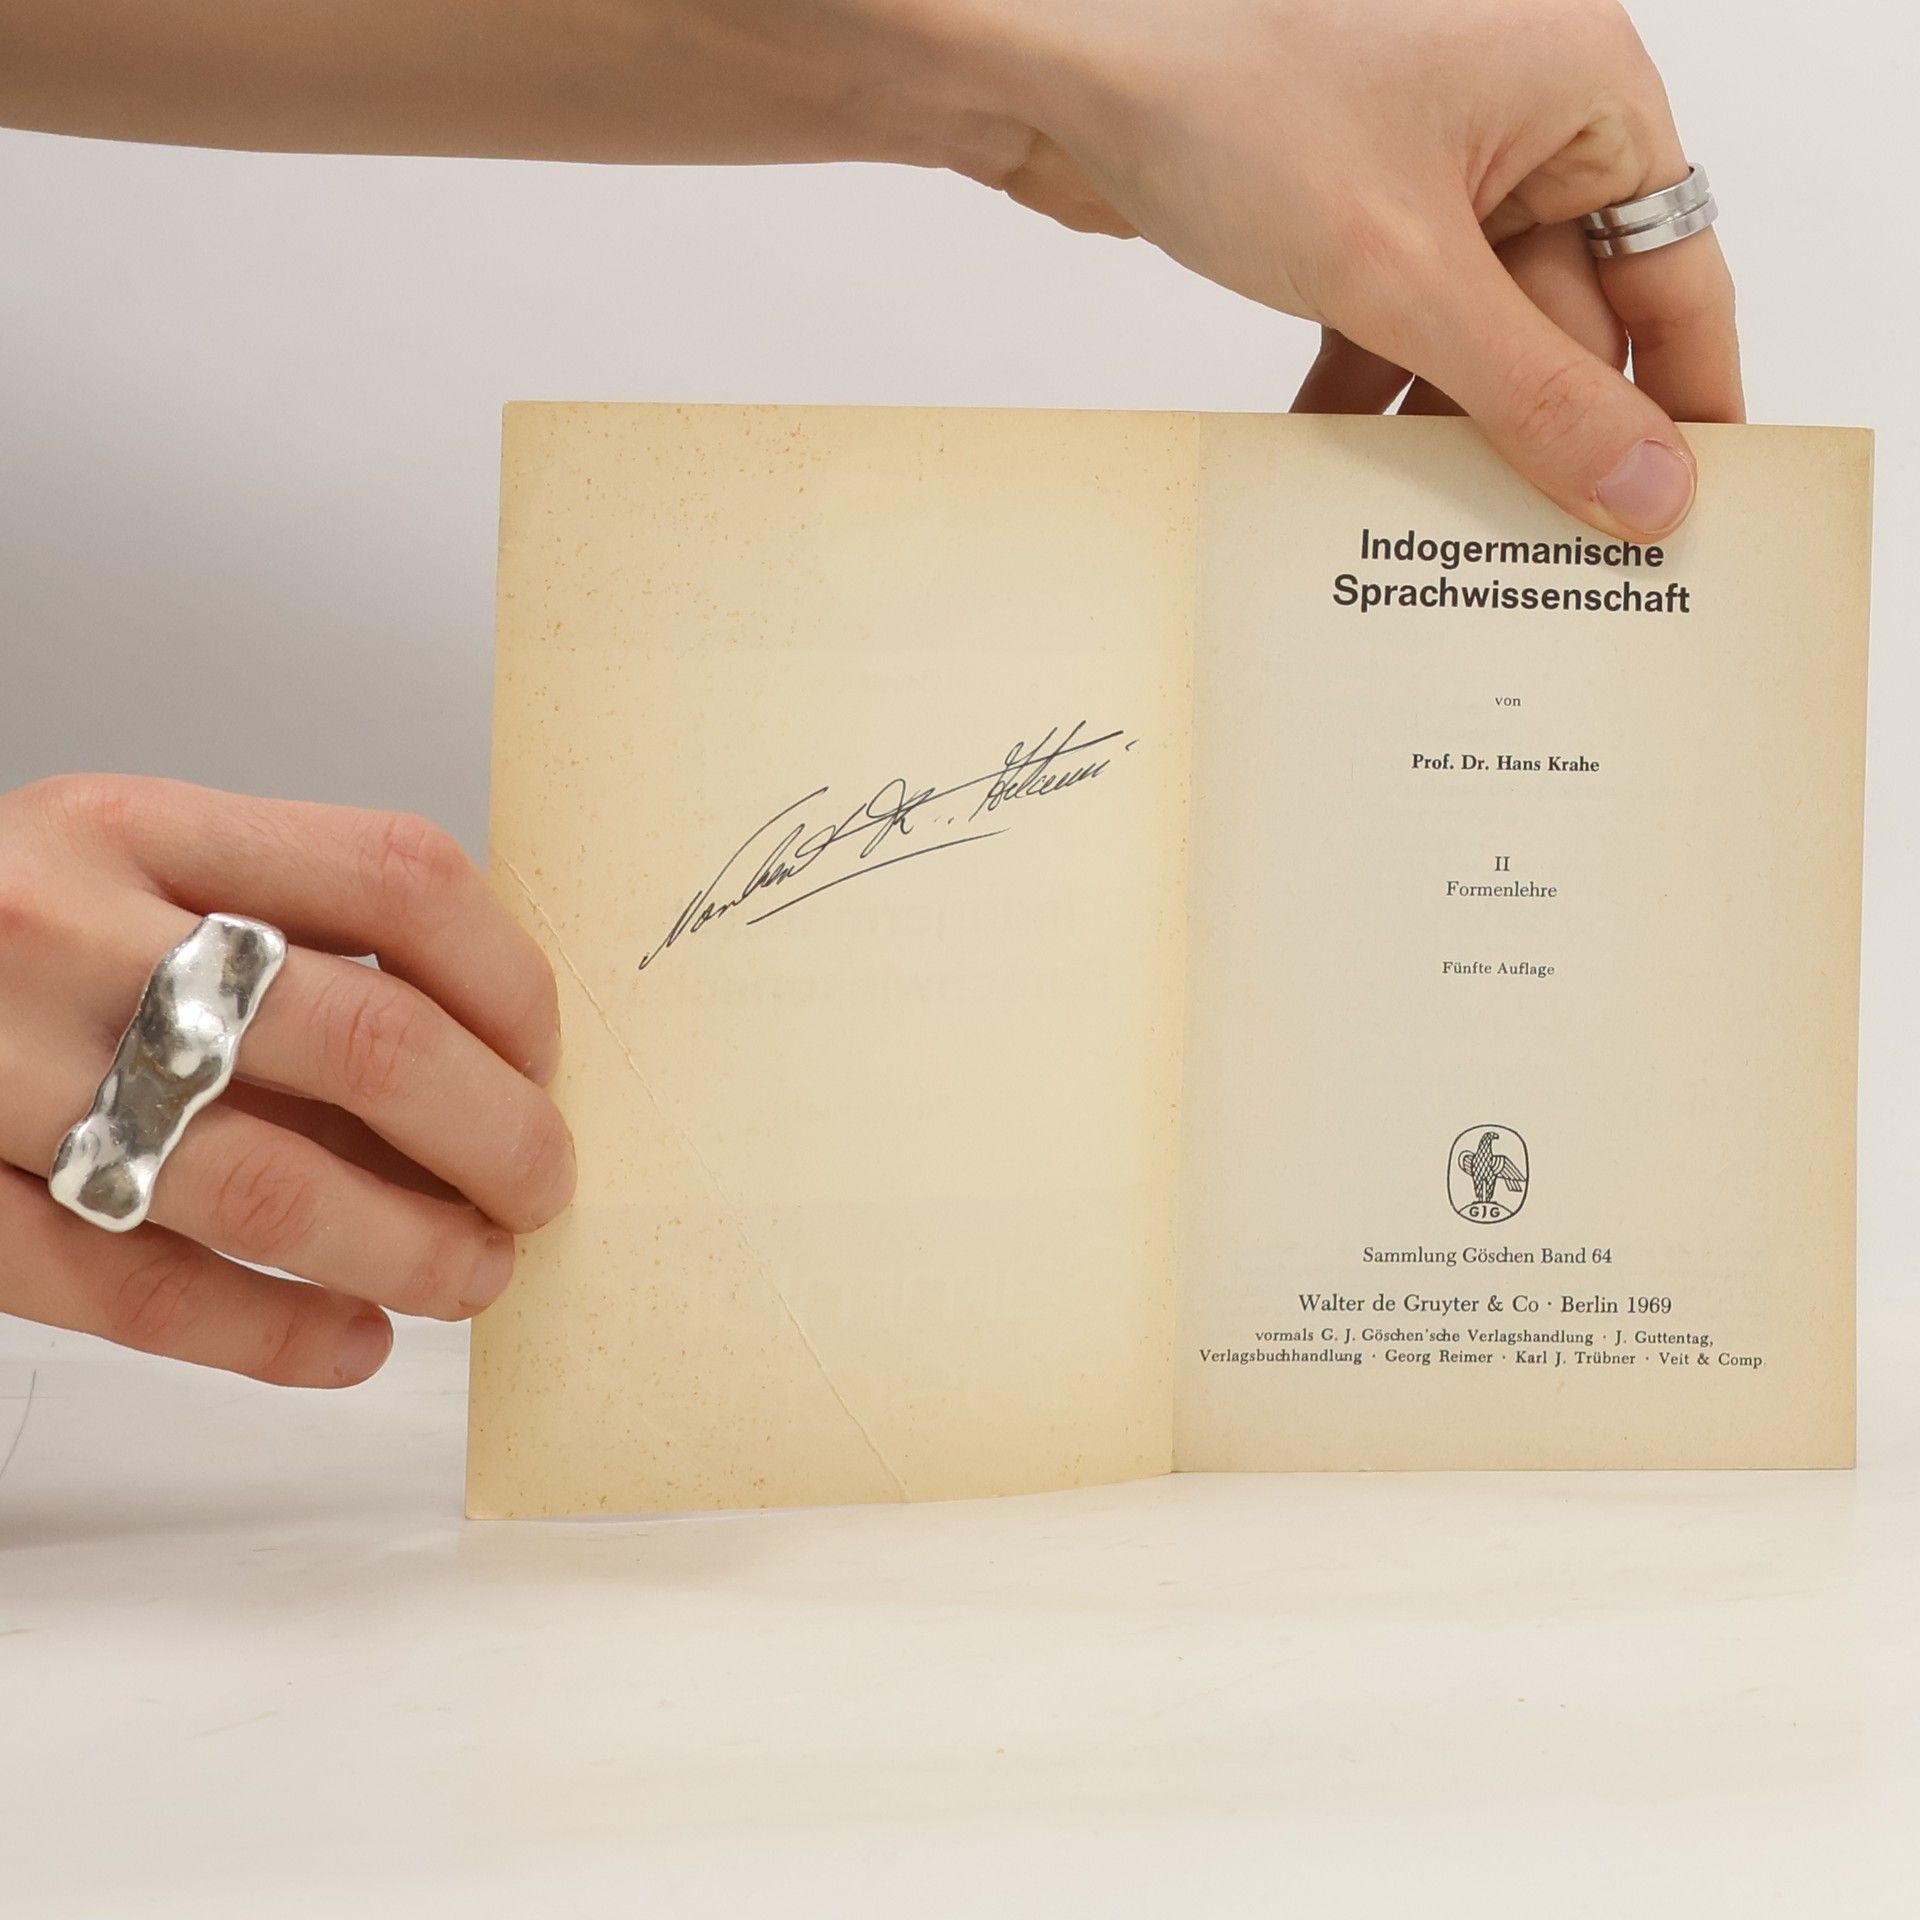 Indogermanische
Sprachwissenschaft
von
Prof. Dr. Hans Krahe
II
Formenlehre
Fünfte Auflage
GJG
Sammlung Göschen Band 64
Walter de Gruyter & Co · Berlin 1969
vormals G. J. Göschen'sche Verlagshandlung · J. Guttentag,
Verlagsbuchhandlung · Georg Reimer · Karl J. Trübner · Veit & Comp.